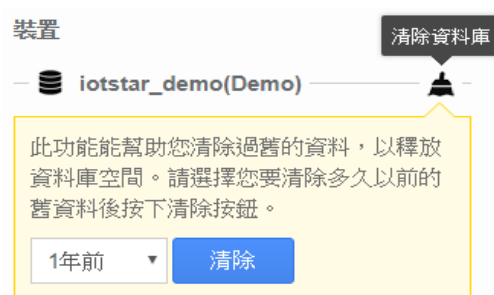 裝置
清除資料庫
iotstar_demo(Demo)
此功能能幫助您清除過舊的資料，以釋放
資料庫空間。請選擇您要清除多久以前的
舊資料後按下清除按鈕。
1年前
清除